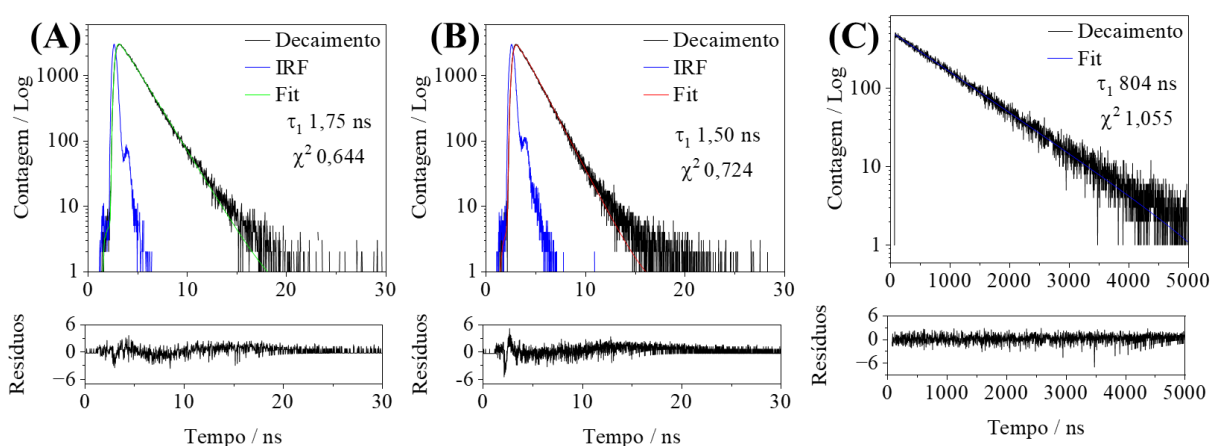 (A)
Decaimento
IRF
Fit
τ₁ 1,75 ns
χ² 0,644
Contagem / Log
1000
100
10
1
0 10 20 30
Resíduos
6
0
−6
0 10 20 30
Tempo / ns
(B)
Decaimento
IRF
Fit
τ₁ 1,50 ns
χ² 0,724
Contagem / Log
1000
100
10
1
0 10 20 30
Resíduos
6
0
-6
0 10 20 30
Tempo / ns
(C)
Decaimento
Fit
τ₁ 804 ns
χ² 1,055
Contagem / Log
100
10
1
0 1000 2000 3000 4000 5000
Resíduos
6
0
−6
0 1000 2000 3000 4000 5000
Tempo / ns